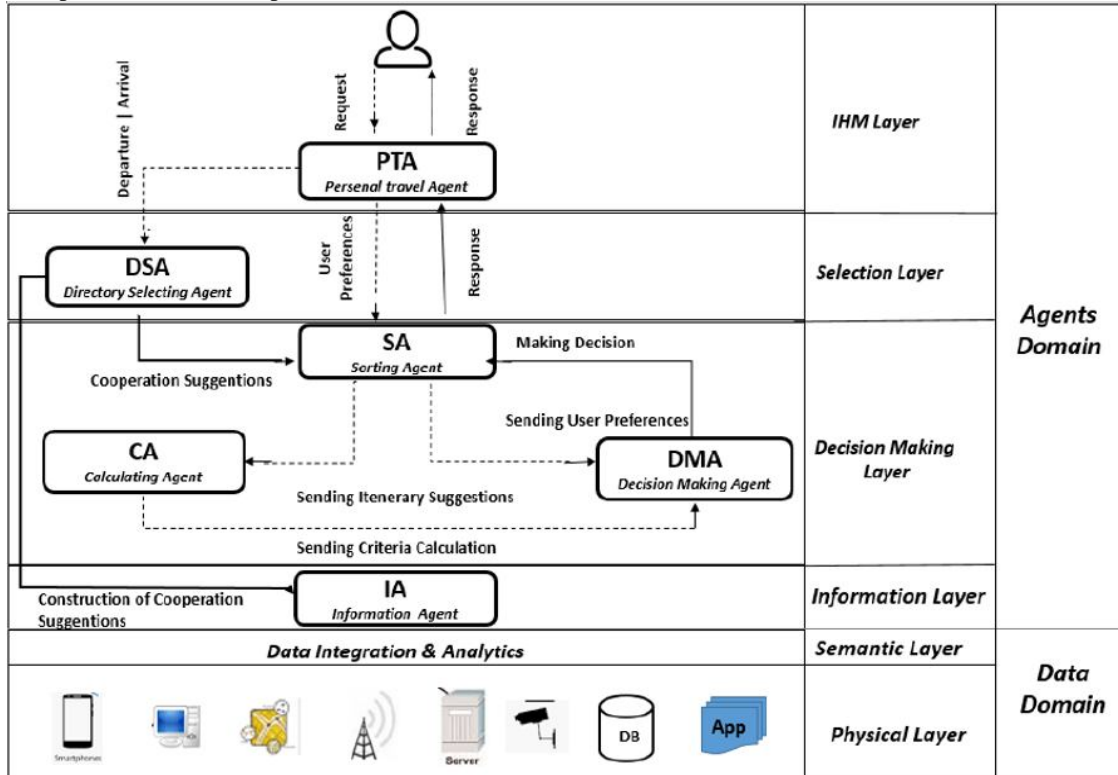 Departure | Arrival
Request
Response
PTA
Personal travel Agent
IHM Layer
User
Preferences
Response
DSA
Directory Selecting Agent
Selection Layer
Agents
Domain
SA
Sorting Agent
Making Decision
Cooperation Suggentions
Sending User Preferences
CA
Calculating Agent
DMA
Decision Making Agent
Decision Making
Layer
Sending Itenerary Suggestions
Sending Criteria Calculation
IA
Information Agent
Construction of Cooperation
Suggentions
Information Layer
Data Integration & Analytics
Semantic Layer
Data
Domain
Smartphones
Server
DB
App
Physical Layer